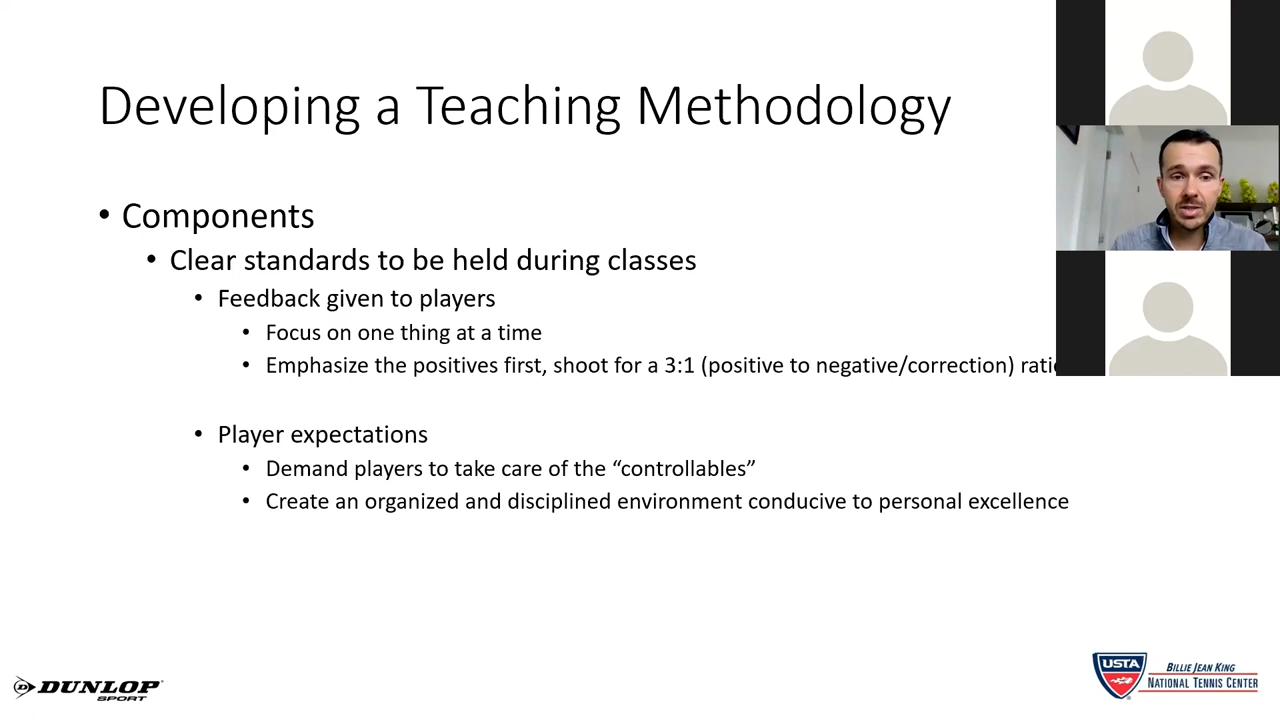 Developing a Teaching Methodology
• Components
• Clear standards to be held during classes
• Feedback given to players
• Focus on one thing at a time
• Emphasize the positives first, shoot for a 3:1 (positive to negative/correction)
• Player expectations
• Demand players to take care of the “controllables”
• Create an organized and disciplined environment conducive to personal excellence
DUNLOP
SPORT
USTA
BILLIE JEAN KING
NATIONAL TENNIS CENTER